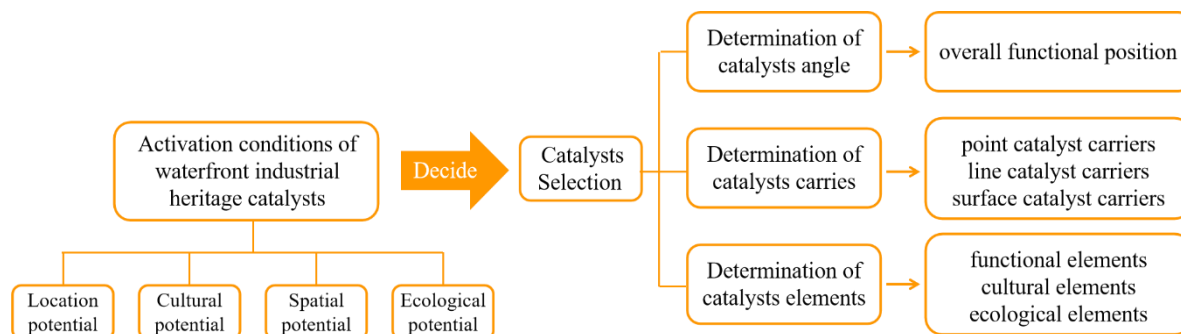 Activation conditions of
waterfront industrial
heritage catalysts
Location
potential
Cultural
potential
Spatial
potential
Ecological
potential
Decide
Catalysts
Selection
Determination of
catalysts angle
overall functional position
Determination of
catalysts carries
point catalyst carriers
line catalyst carriers
surface catalyst carriers
Determination of
catalysts elements
functional elements
cultural elements
ecological elements